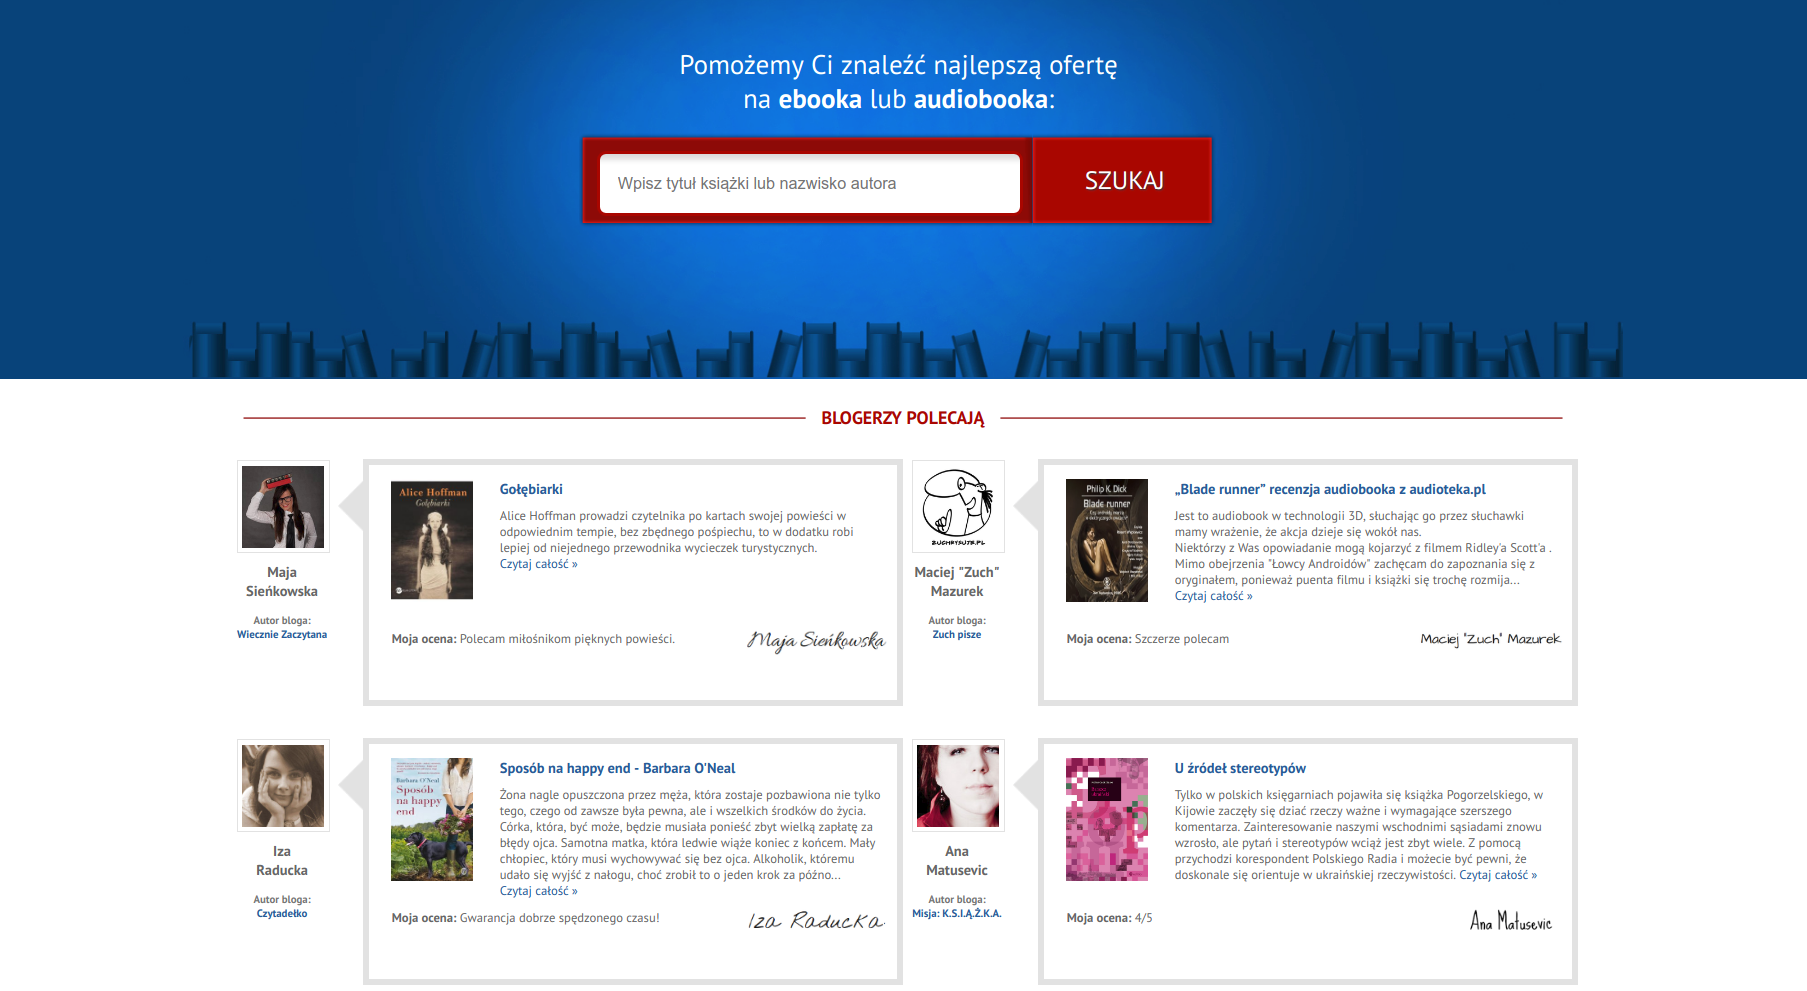 Pomożemy Ci znaleźć najlepszą ofertę
na ebooka lub audiobooka:
Wpisz tytuł książki lub nazwisko autora
SZUKAJ
BLOGERZY POLECAJĄ
Maja
Sieńkowska
Autor bloga:
Wiecznie Zaczytana
Alice Hoffman
Gołębiarki
Gołębiarki
Alice Hoffman prowadzi czytelnika po kartach swojej powieści w
odpowiednim tempie, bez zbędnego pośpiechu, to w dodatku robi
lepiej od niejednego przewodnika wycieczek turystycznych.
Czytaj całość »
Moja ocena: Polecam miłośnikom pięknych powieści.
Maja Sieńkowska
ZUCHRYSUJE.PL
Maciej "Zuch"
Mazurek
Autor bloga:
Zuch pisze
Philip K. Dick
Blade runner
„Blade runner" recenzja audiobooka z audioteka.pl
Jest to audiobook w technologii 3D, słuchając go przez słuchawki
mamy wrażenie, że akcja dzieje się wokół nas.
Niektórzy z Was opowiadanie mogą kojarzyć z filmem Ridley'a Scott'a .
Mimo obejrzenia "Łowcy Androidów" zachęcam do zapoznania się z
oryginałem, ponieważ puenta filmu i książki się trochę rozmija...
Czytaj całość »
Moja ocena: Szczerze polecam
Maciej "Zuch" Mazurek
Iza
Raducka
Autor bloga:
Czytadełko
Barbara O'Neal
Sposób
na happy
end
Sposób na happy end - Barbara O'Neal
Żona nagle opuszczona przez męża, która zostaje pozbawiona nie tylko
tego, czego od zawsze była pewna, ale i wszelkich środków do życia.
Córka, która, być może, będzie musiała ponieść zbyt wielką zapłatę za
błędy ojca. Samotna matka, która ledwie wiąże koniec z końcem. Mały
chłopiec, który musi wychowywać się bez ojca. Alkoholik, któremu
udało się wyjść z nałogu, choć zrobił to o jeden krok za późno...
Czytaj całość »
Moja ocena: Gwarancja dobrze spędzonego czasu!
Iza Raducka
Ana
Matusevic
Autor bloga:
Misja: K.S.I.Ą.Ż.K.A.
U źródeł stereotypów
Tylko w polskich księgarniach pojawiła się książka Pogorzelskiego, w
Kijowie zaczęły się dziać rzeczy ważne i wymagające szerszego
komentarza. Zainteresowanie naszymi wschodnimi sąsiadami znowu
wzrosło, ale pytań i stereotypów wciąż jest zbyt wiele. Z pomocą
przychodzi korespondent Polskiego Radia i możecie być pewni, że
doskonale się orientuje w ukraińskiej rzeczywistości. Czytaj całość »
Moja ocena: 4/5
Ana Matusevic